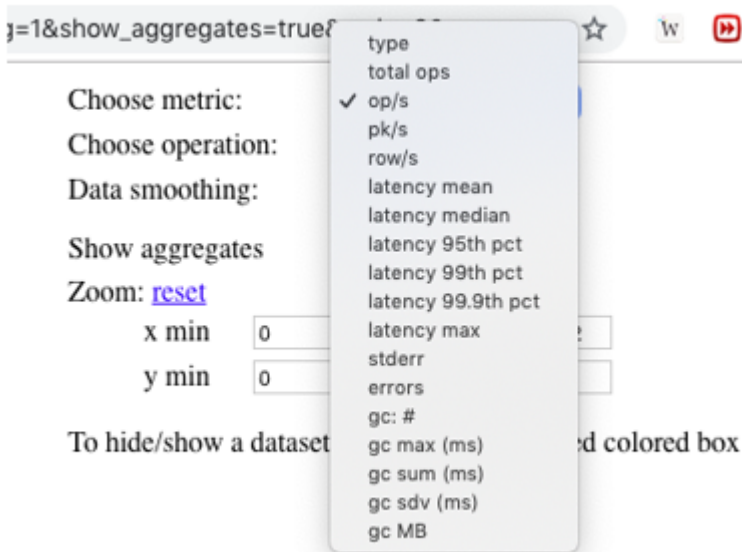 g=1&show_aggregates=true&
W
Choose metric:
Choose operation:
Data smoothing:
Show aggregates
Zoom: reset
x min 0
y min 0
To hide/show a dataset
ed colored box
type
total ops
✓ op/s
pk/s
row/s
latency mean
latency median
latency 95th pct
latency 99th pct
latency 99.9th pct
latency max
stderr
errors
gc: #
gc max (ms)
gc sum (ms)
gc sdv (ms)
gc MB